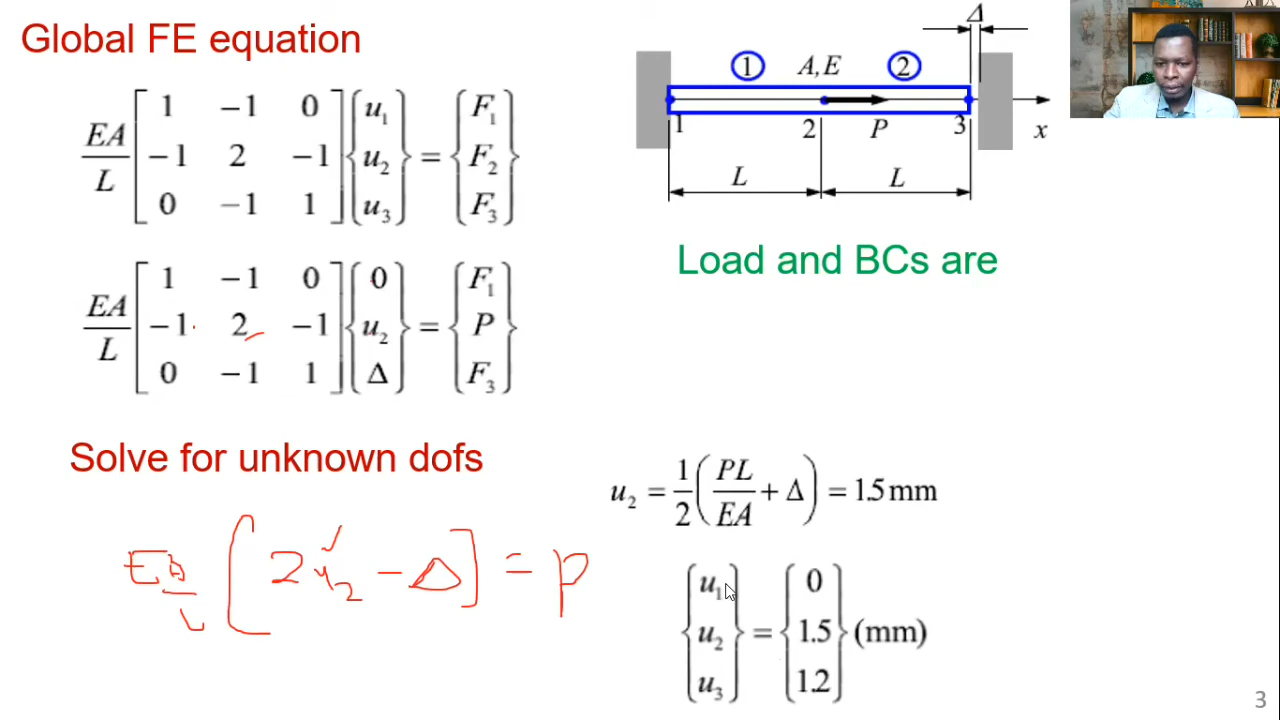 Global FE equation
EA/L [1 −1 0; −1 2 −1; 0 −1 1] {u₁; u₂; u₃} = {F₁; F₂; F₃}
EA/L [1 −1 0; −1 2 −1; 0 −1 1] {0; u₂; Δ} = {F₁; P; F₃}
Solve for unknown dofs
EA/L [2u₂ − Δ] = P
Δ
① A,E ②
1 2 P 3 x
L L
Load and BCs are
u₂ = 1/2 (PL/EA + Δ) = 1.5 mm
{u₁; u₂; u₃} = {0; 1.5; 1.2} (mm)
3